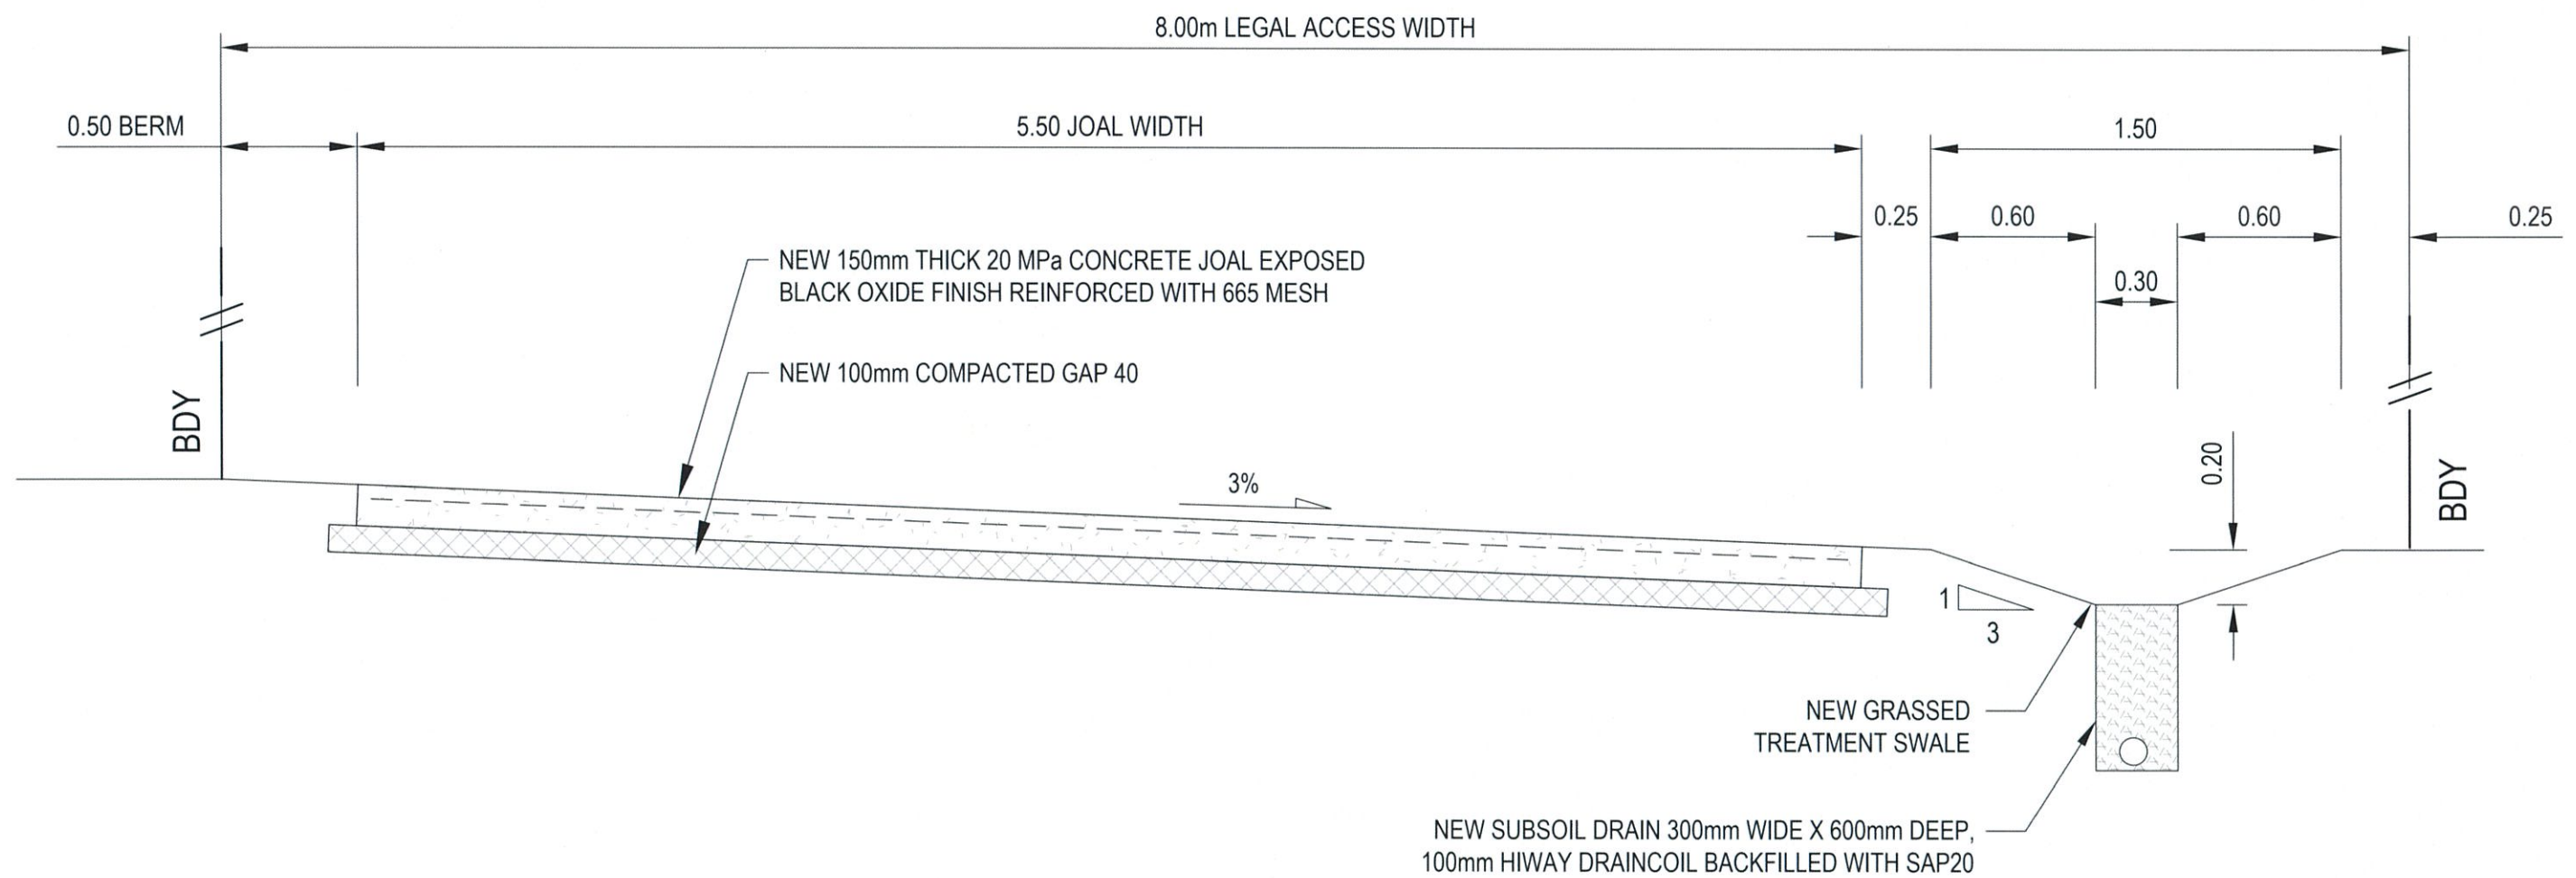 8.00m LEGAL ACCESS WIDTH
0.50 BERM
5.50 JOAL WIDTH
1.50
0.25
0.60
0.60
0.25
0.30
NEW 150mm THICK 20 MPa CONCRETE JOAL EXPOSED
BLACK OXIDE FINISH REINFORCED WITH 665 MESH
NEW 100mm COMPACTED GAP 40
BDY
3%
0.20
BDY
1
3
NEW GRASSED
TREATMENT SWALE
NEW SUBSOIL DRAIN 300mm WIDE X 600mm DEEP,
100mm HIWAY DRAINCOIL BACKFILLED WITH SAP20